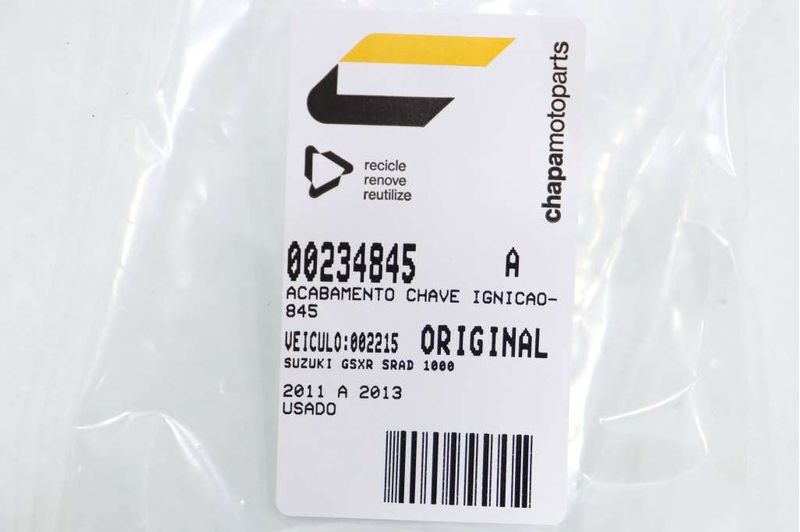 chapamotoparts
recicle
renove
reutilize
00234845 A
ACABAMENTO CHAVE IGNICAO-
845
VEICULO:002215 ORIGINAL
SUZUKI GSXR SRAD 1000
2011 A 2013
USADO